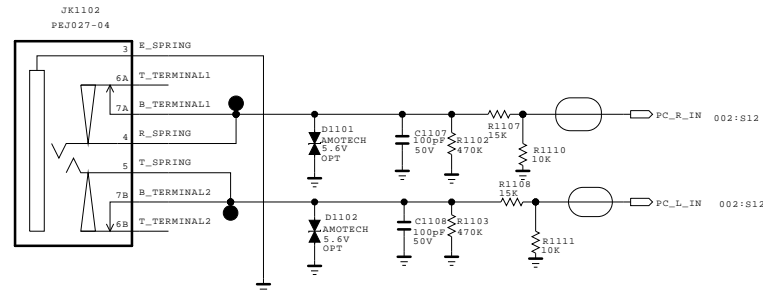 JK1102
PEJ027-04
3 E_SPRING
6A T_TERMINAL1
7A B_TERMINAL1
4 R_SPRING
5 T_SPRING
7B B_TERMINAL2
6B T_TERMINAL2
D1101
AMOTECH
5.6V
OPT
C1107
100pF
50V
R1102
470K
R1107
15K
R1110
10K
PC_R_IN 002:S12
D1102
AMOTECH
5.6V
OPT
C1108
100pF
50V
R1103
470K
R1108
15K
R1111
10K
PC_L_IN 002:S12